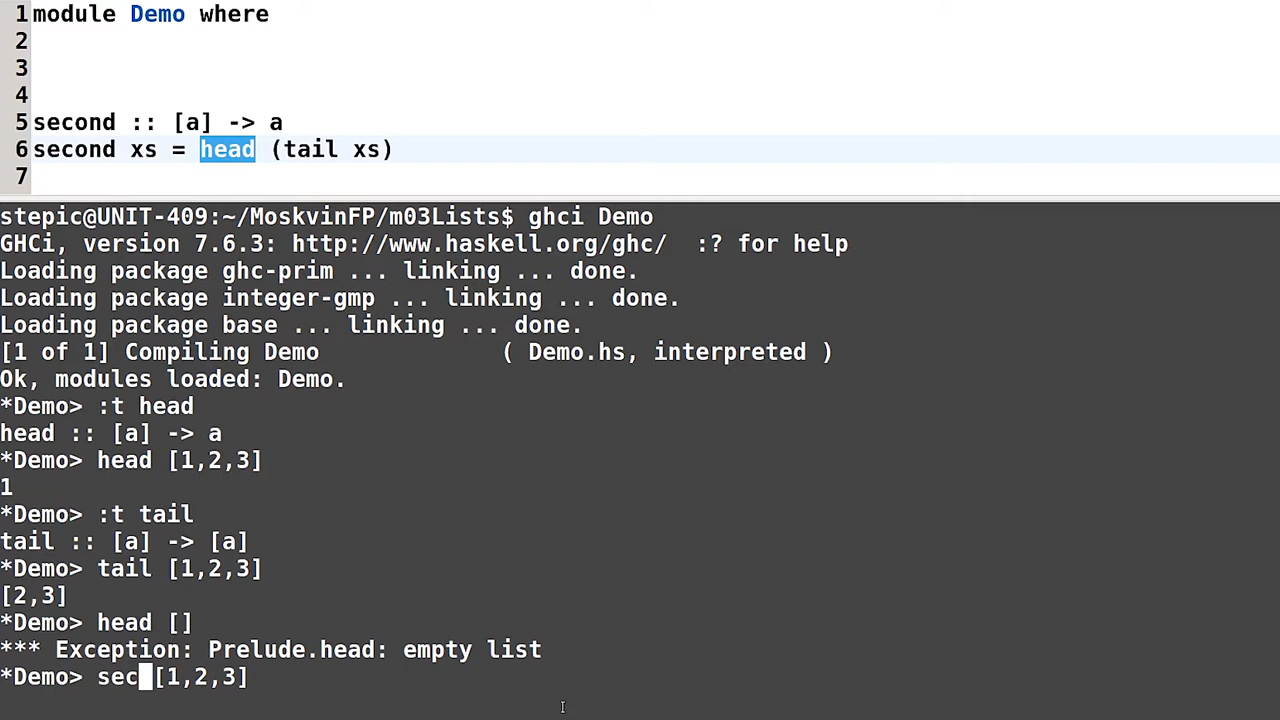 1 module Demo where
2
3
4
5 second :: [a] -> a
6 second xs = head (tail xs)
7
stepic@UNIT-409:~/MoskvinFP/m03Lists$ ghci Demo
GHCi, version 7.6.3: http://www.haskell.org/ghc/  :? for help
Loading package ghc-prim ... linking ... done.
Loading package integer-gmp ... linking ... done.
Loading package base ... linking ... done.
[1 of 1] Compiling Demo             ( Demo.hs, interpreted )
Ok, modules loaded: Demo.
*Demo> :t head
head :: [a] -> a
*Demo> head [1,2,3]
1
*Demo> :t tail
tail :: [a] -> [a]
*Demo> tail [1,2,3]
[2,3]
*Demo> head []
*** Exception: Prelude.head: empty list
*Demo> sec [1,2,3]